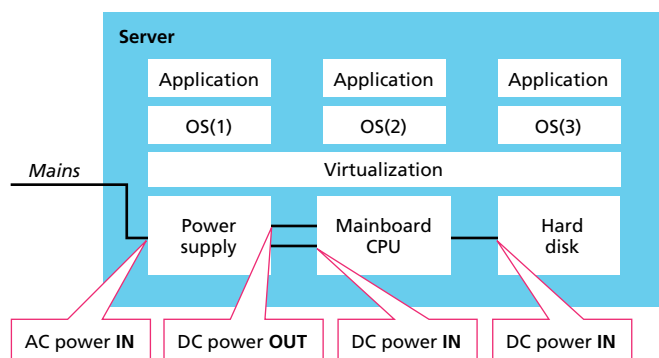 Server
Application Application Application
OS(1) OS(2) OS(3)
Virtualization
Mains
Power
supply
Mainboard
CPU
Hard
disk
AC power IN
DC power OUT
DC power IN
DC power IN